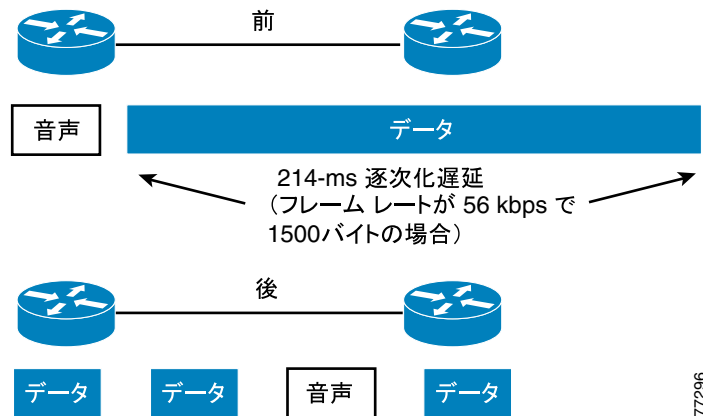 前
音声
データ
214-ms 逐次化遅延
（フレーム レートが 56 kbps で
1500バイトの場合）
後
データ
データ
音声
データ
77296